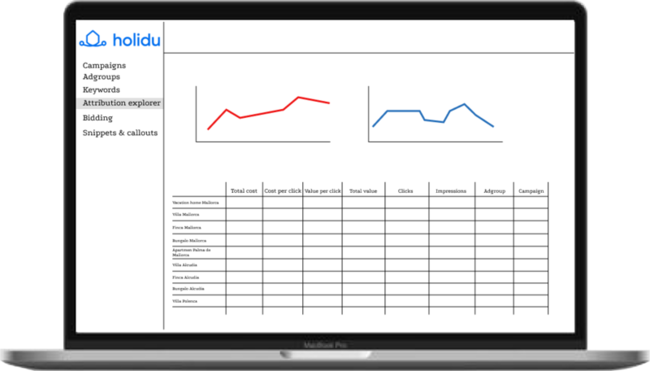 holidu
Campaigns
Adgroups
Keywords
Attribution explorer
Bidding
Snippets & callouts
Total cost Cost per click Value per click Total value Clicks Impressions Adgroup Campaign
Vacation home Mallorca
Villa Mallorca
Finca Mallorca
Bungalo Mallorca
Apartment Palma de
Mallorca
Villa Alcudia
Finca Alcudia
Bungalo Alcudia
Villa Pollenca
MacBook Pro